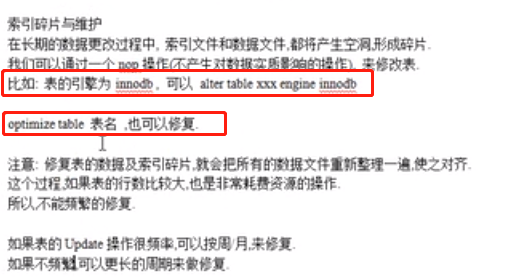 索引碎片与维护
在长期的数据更改过程中, 索引文件和数据文件,都将产生空洞,形成碎片.
我们可以通过一个 nop 操作(不产生对数据实质影响的操作), 来修改表.
比如: 表的引擎为 innodb , 可以 alter table xxx engine innodb
optimize table 表名 ,也可以修复.
注意: 修复表的数据及索引碎片,就会把所有的数据文件重新整理一遍,使之对齐.
这个过程,如果表的行数比较大,也是非常耗费资源的操作.
所以,不能频繁的修复.
如果表的 Update 操作很频率,可以按周/月,来修复.
如果不频繁,可以更长的周期来做修复.